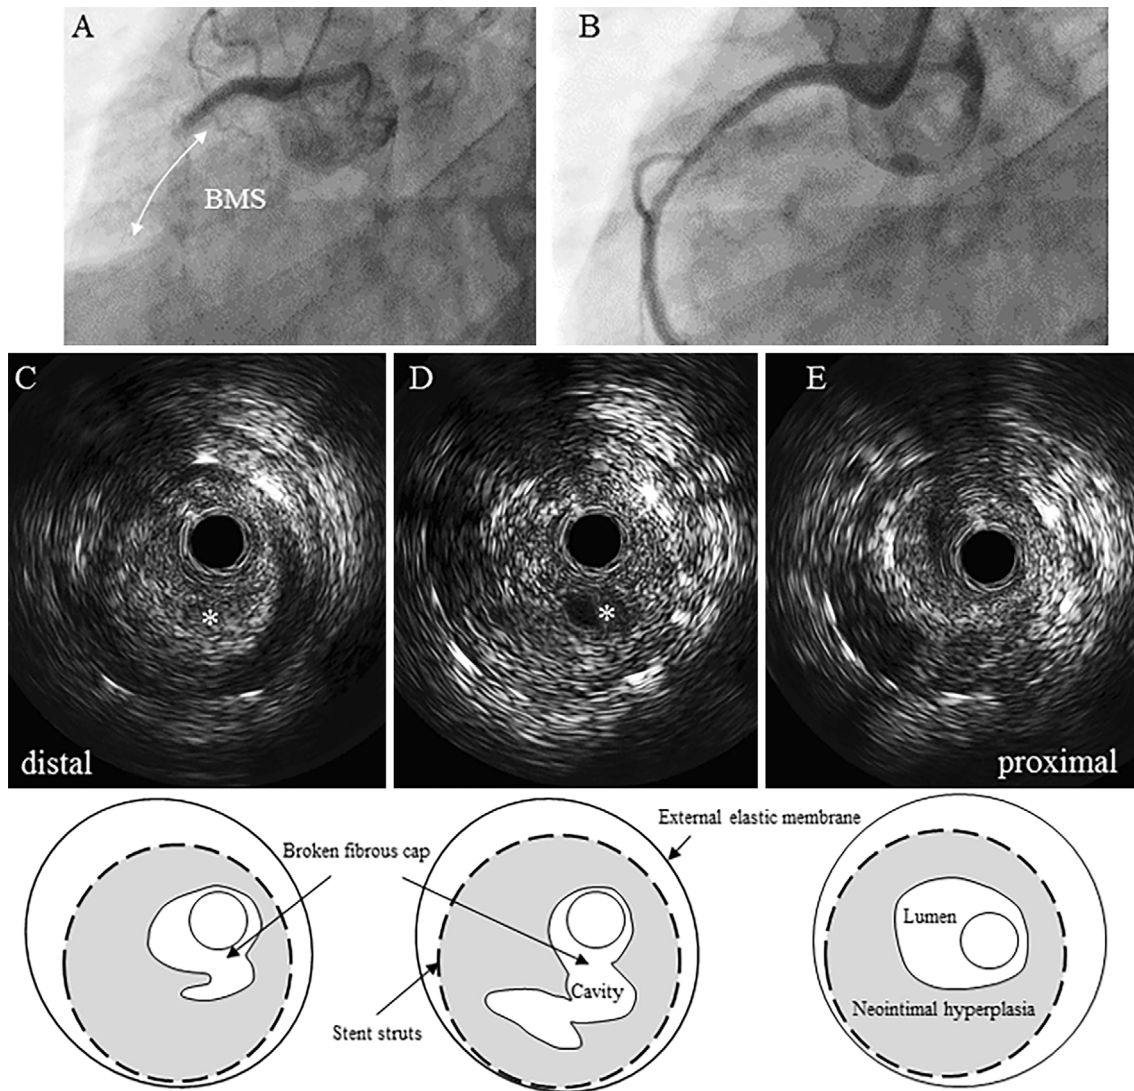 A
B
BMS
C
D
E
*
*
distal
proximal
External elastic membrane
Broken fibrous cap
Lumen
Cavity
Neointimal hyperplasia
Stent struts